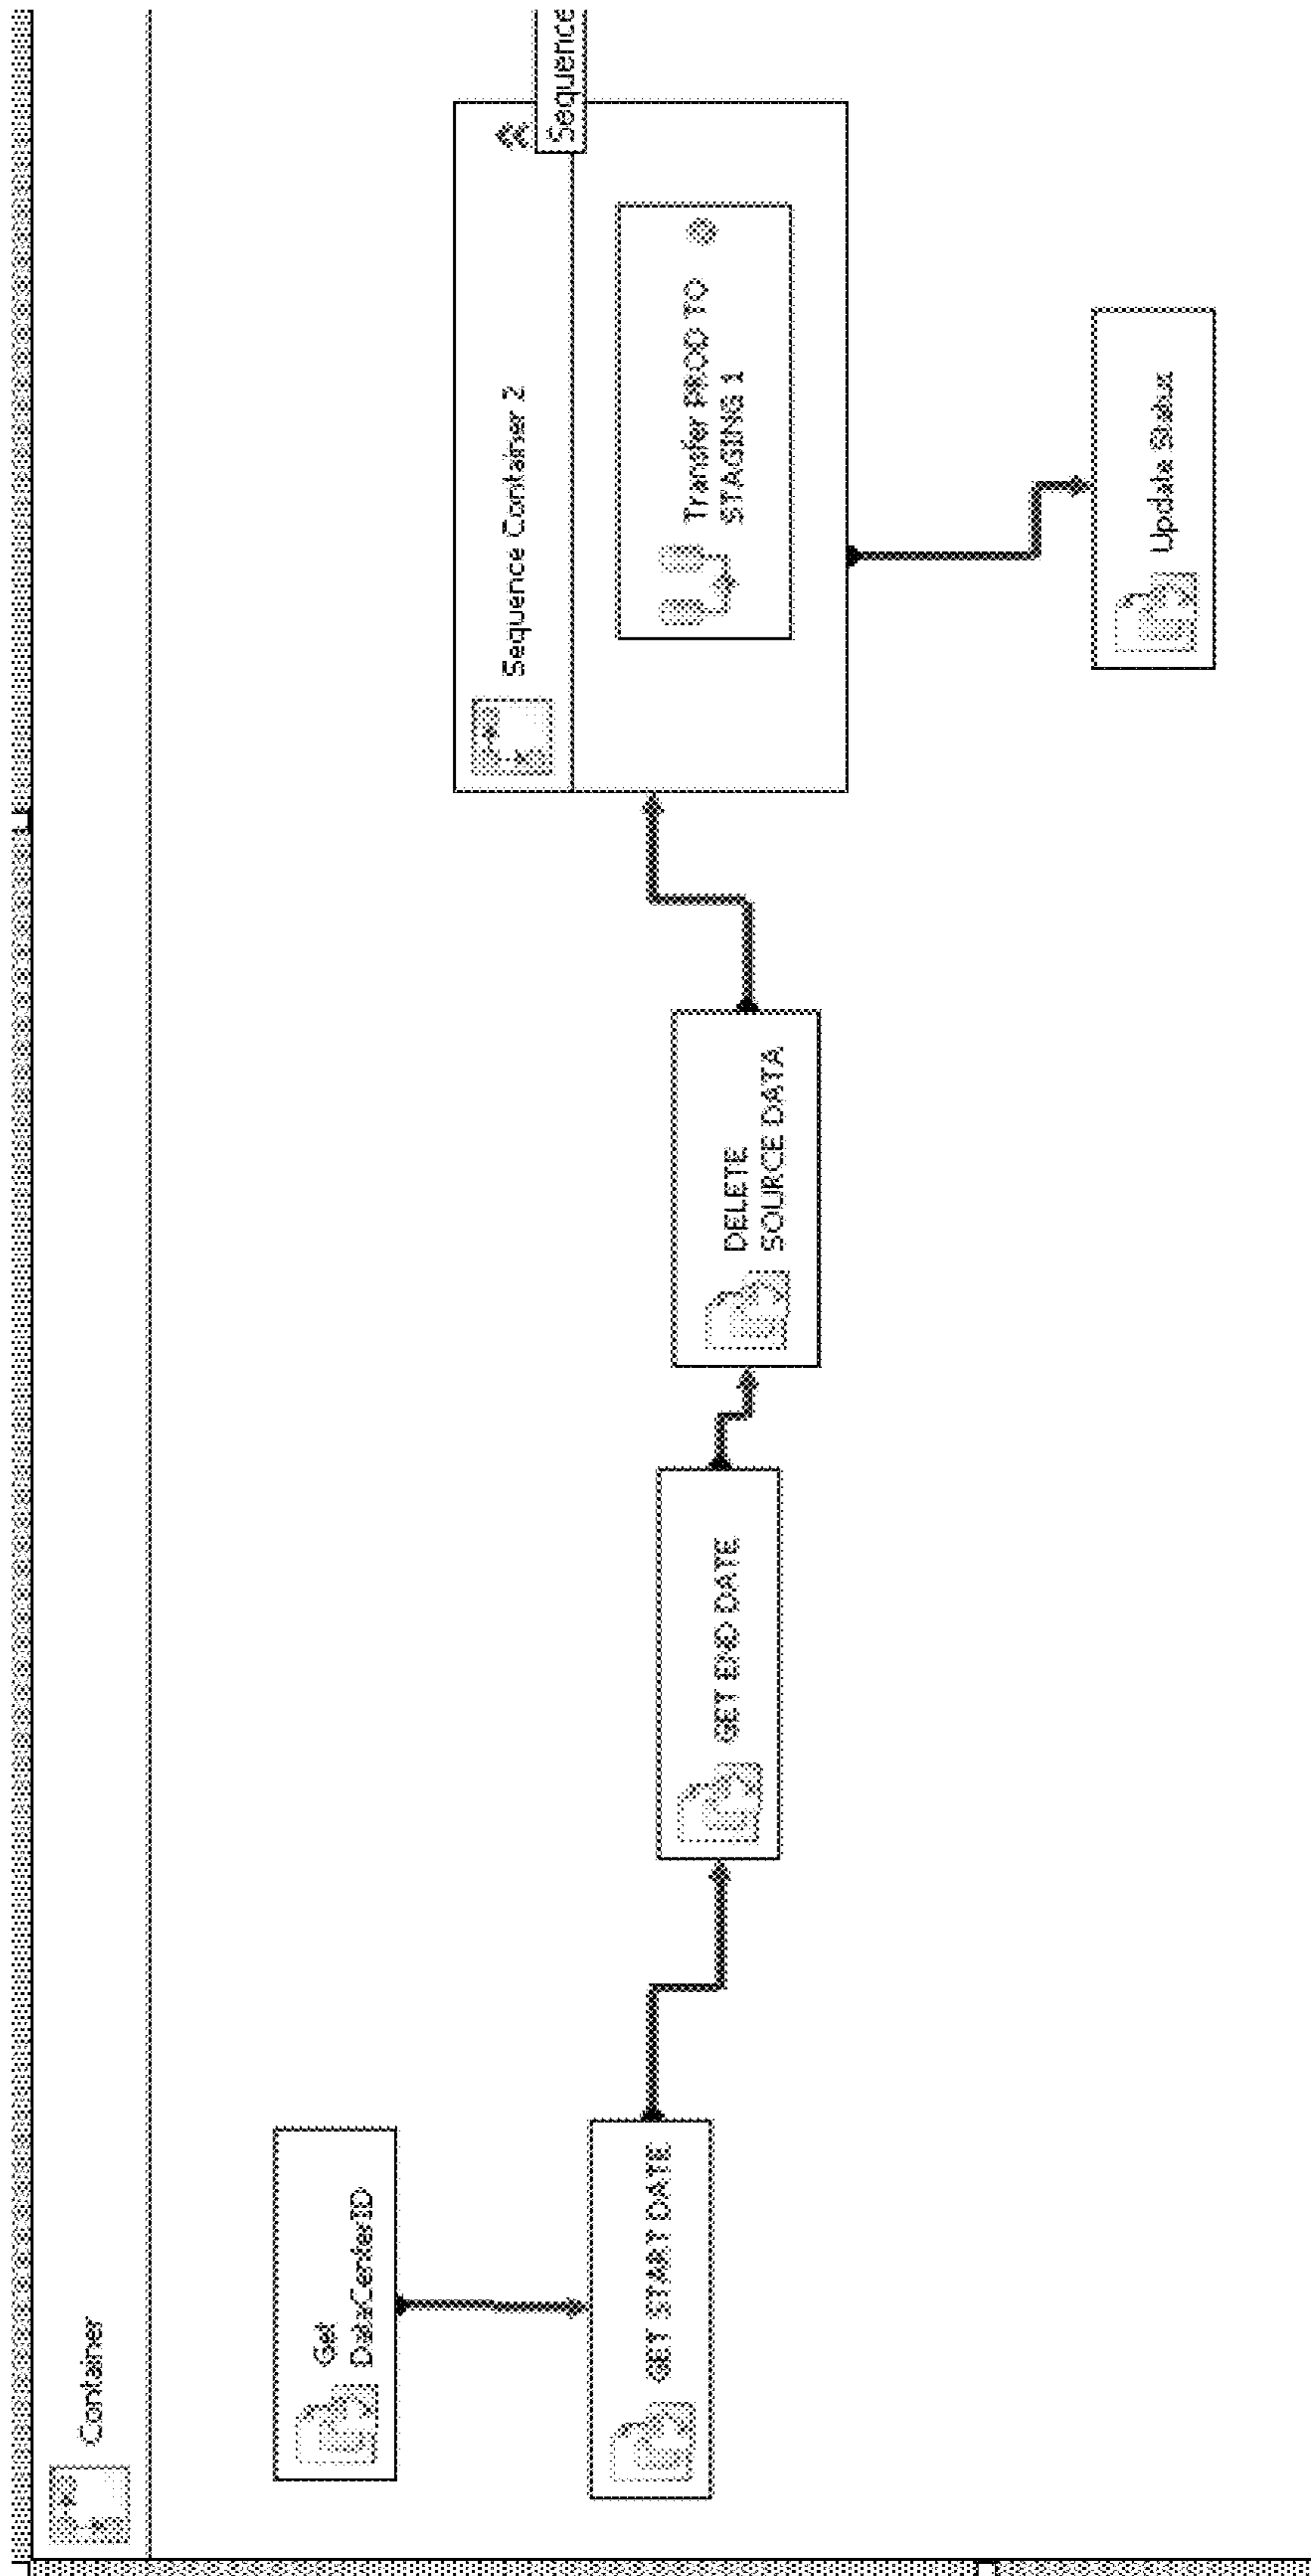 Container
Get
DataCenterID
GET START DATE
GET END DATE
DELETE
SOURCE DATA
Sequence Container 2
Sequence
Transfer PROD TO
STAGING 1
Update Status